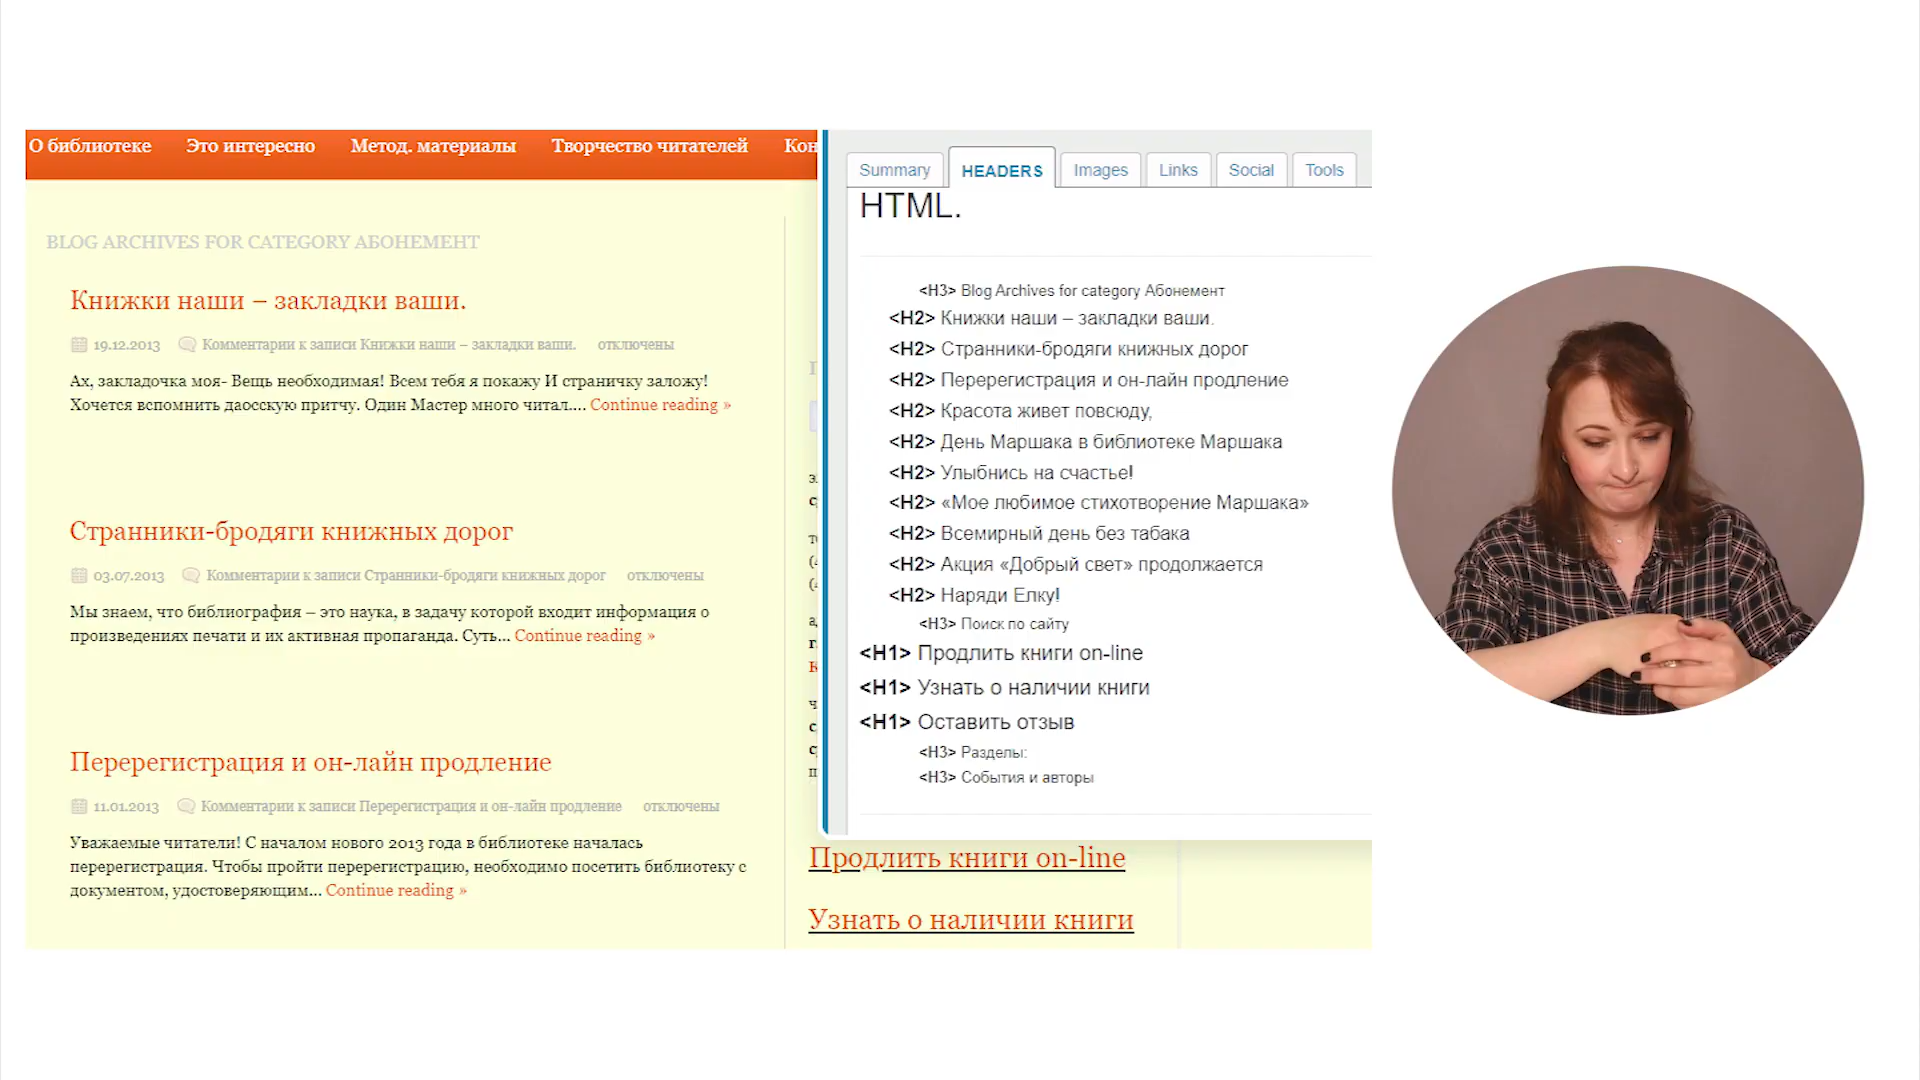 О библиотеке Это интересно Метод. материалы Творчество читателей Кон
BLOG ARCHIVES FOR CATEGORY АБОНЕМЕНТ
Книжки наши – закладки ваши.
19.12.2013 Комментарии к записи Книжки наши – закладки ваши. отключены
Ах, закладочка моя- Вещь необходимая! Всем тебя я покажу И страничку заложу!
Хочется вспомнить даосскую притчу. Один Мастер много читал.... Continue reading »
Странники-бродяги книжных дорог
03.07.2013 Комментарии к записи Странники-бродяги книжных дорог отключены
Мы знаем, что библиография – это наука, в задачу которой входит информация о
произведениях печати и их активная пропаганда. Суть... Continue reading »
Перерегистрация и он-лайн продление
11.01.2013 Комментарии к записи Перерегистрация и он-лайн продление отключены
Уважаемые читатели! С началом нового 2013 года в библиотеке началась
перерегистрация. Чтобы пройти перерегистрацию, необходимо посетить библиотеку с
документом, удостоверяющим... Continue reading »
Summary HEADERS Images Links Social Tools
HTML.
<H3> Blog Archives for category Абонемент
<H2> Книжки наши – закладки ваши.
<H2> Странники-бродяги книжных дорог
<H2> Перерегистрация и он-лайн продление
<H2> Красота живет повсюду,
<H2> День Маршака в библиотеке Маршака
<H2> Улыбнись на счастье!
<H2> «Мое любимое стихотворение Маршака»
<H2> Всемирный день без табака
<H2> Акция «Добрый свет» продолжается
<H2> Наряди Елку!
<H3> Поиск по сайту
<H1> Продлить книги on-line
<H1> Узнать о наличии книги
<H1> Оставить отзыв
<H3> Разделы:
<H3> События и авторы
Продлить книги on-line
Узнать о наличии книги